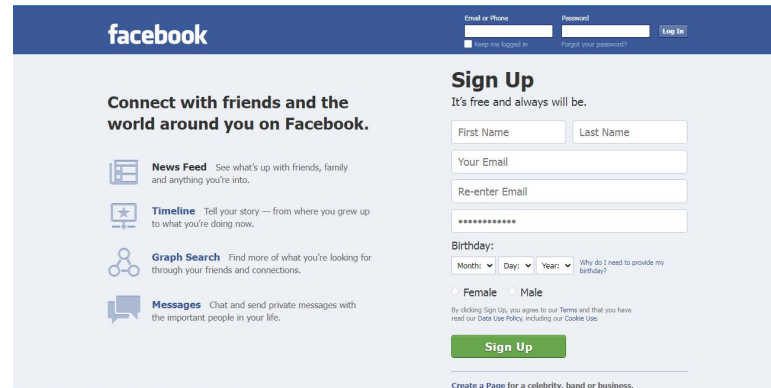 facebook
Email or Phone
Password
Log In
Keep me logged in
Forgot your password?
Connect with friends and the
world around you on Facebook.
News Feed See what's up with friends, family
and anything you're into.
Timeline Tell your story — from where you grew up
to what you're doing now.
Graph Search Find more of what you're looking for
through your friends and connections.
Messages Chat and send private messages with
the important people in your life.
Sign Up
It's free and always will be.
First Name Last Name
Your Email
Re-enter Email
••••••••••••
Birthday:
Month: Day: Year: Why do I need to provide my
birthday?
Female Male
By clicking Sign Up, you agree to our Terms and that you have
read our Data Use Policy, including our Cookie Use.
Sign Up
Create a Page for a celebrity, band or business.